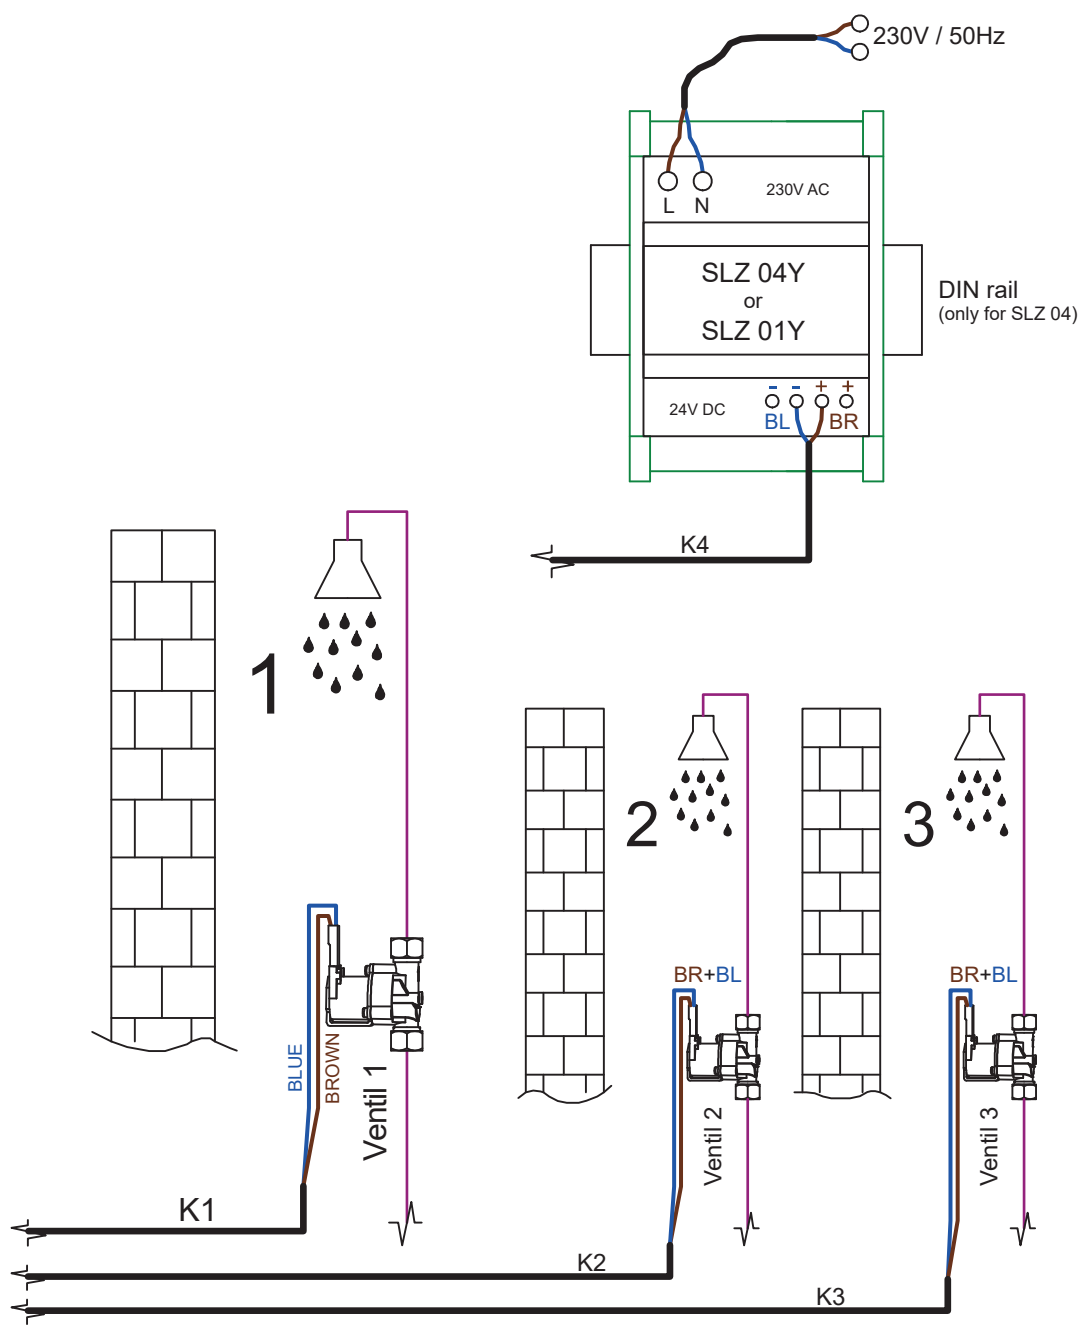 230V / 50Hz
230V AC
L N
SLZ 04Y
or
SLZ 01Y
DIN rail
(only for SLZ 04)
- - + +
24V DC
BL BR
K4
1
2
3
BR+BL
BR+BL
BLUE
BROWN
Ventil 1
Ventil 2
Ventil 3
K1
K2
K3